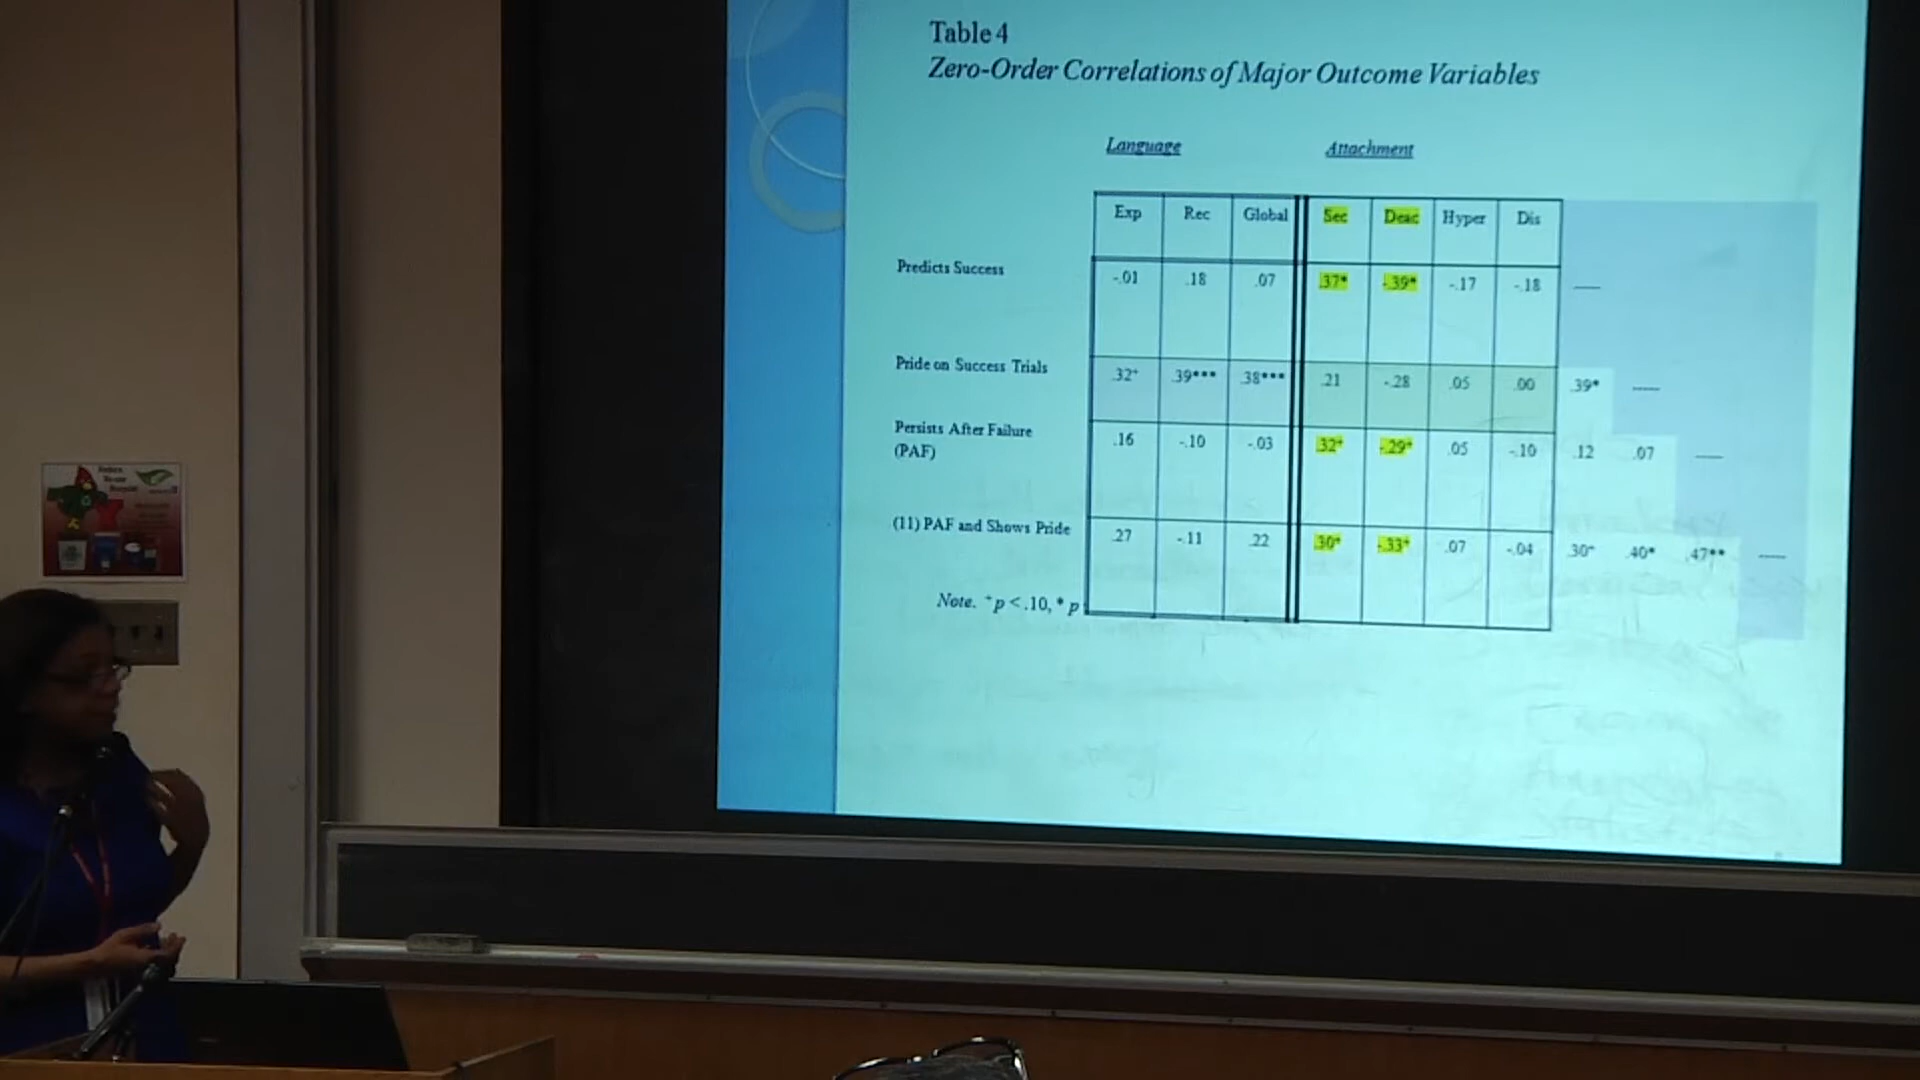 Table 4
Zero-Order Correlations of Major Outcome Variables
Language Attachment
Exp Rec Global Sec Deac Hyper Dis
Predicts Success -.01 .18 .07 .37* -.39* -.17 -.18 —
Pride on Success Trials .32+ .39*** .38*** .21 -.28 .05 .00 .39* —
Persists After Failure (PAF) .16 -.10 -.03 .32+ -.29+ .05 -.10 .12 .07 —
(11) PAF and Shows Pride .27 -.11 .22 .30+ -.33+ .07 -.04 .30+ .40* .47** —
Note. +p < .10, * p